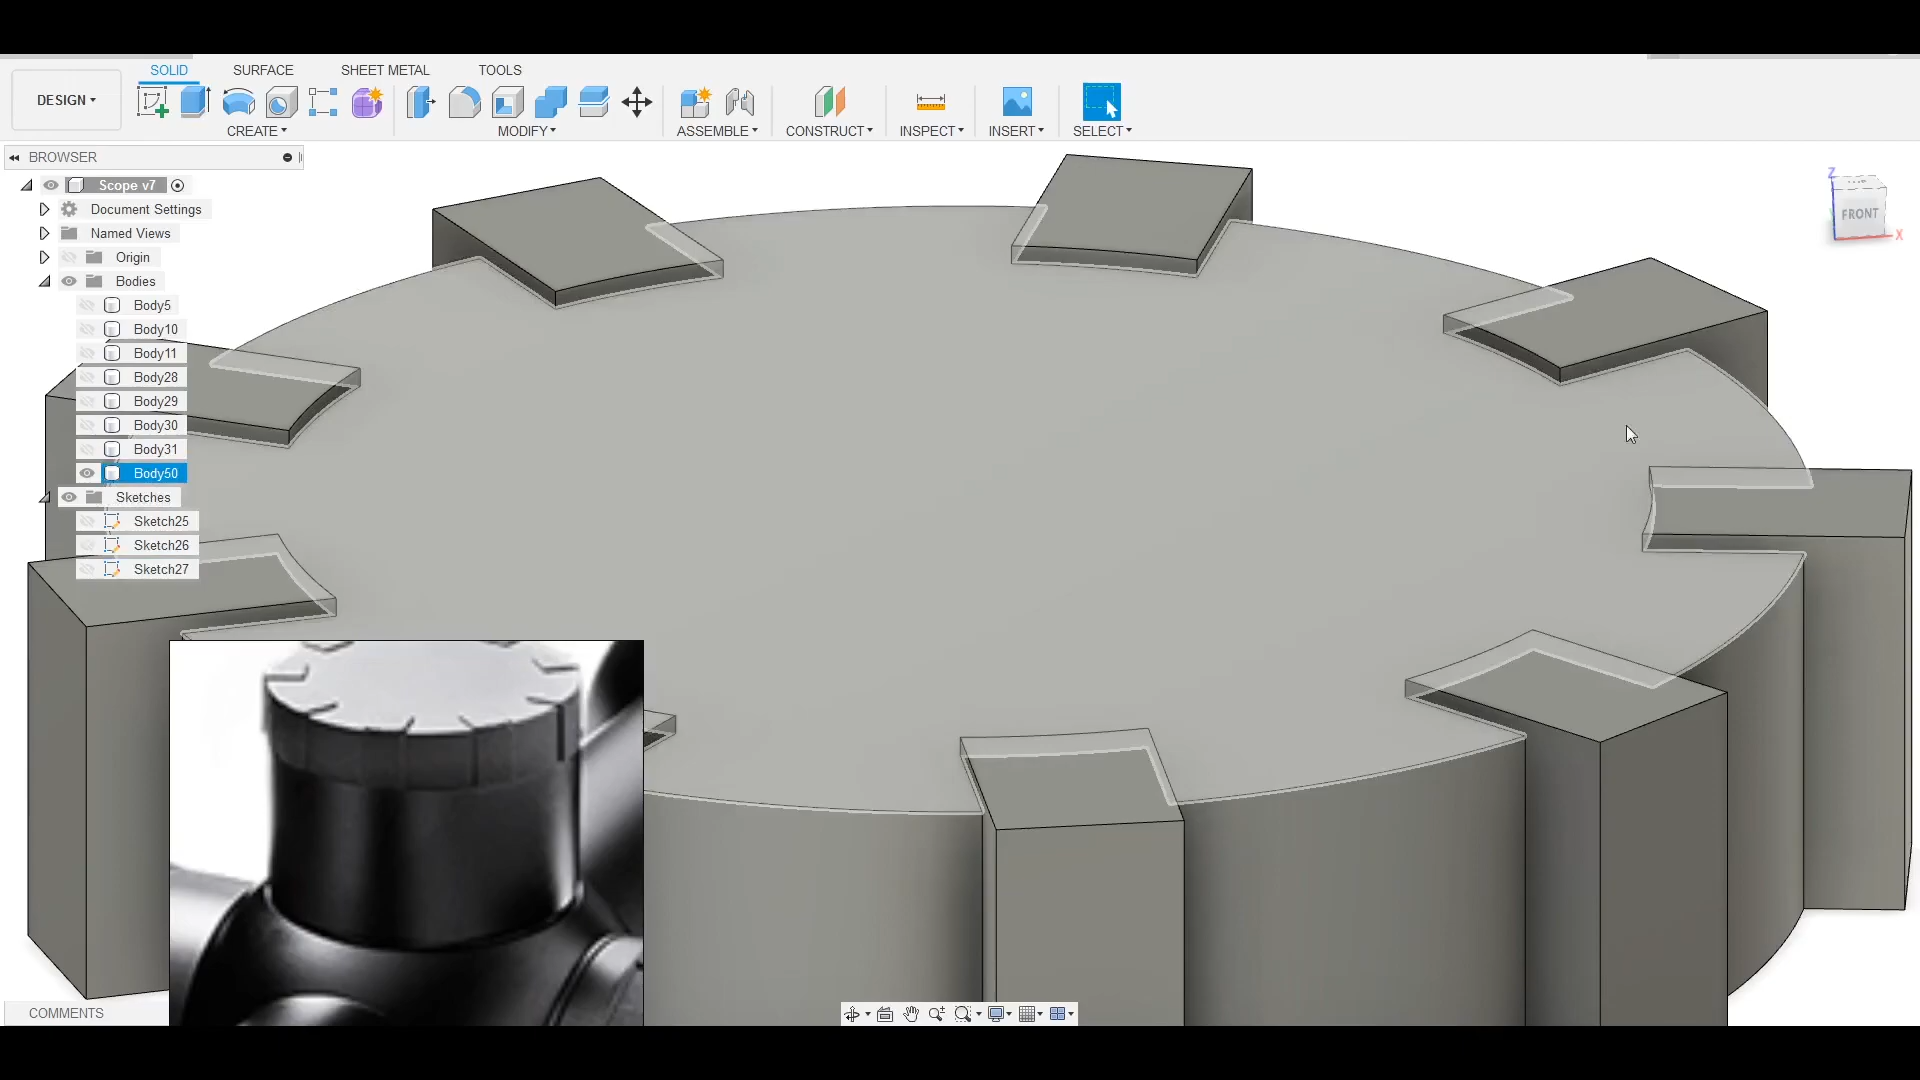 SOLID SURFACE SHEET METAL TOOLS
DESIGN
CREATE MODIFY ASSEMBLE CONSTRUCT INSPECT INSERT SELECT
BROWSER
Scope v7
Document Settings
Named Views
Origin
Bodies
Body5
Body10
Body11
Body28
Body29
Body30
Body31
Body50
Sketches
Sketch25
Sketch26
Sketch27
Z
FRONT
X
COMMENTS